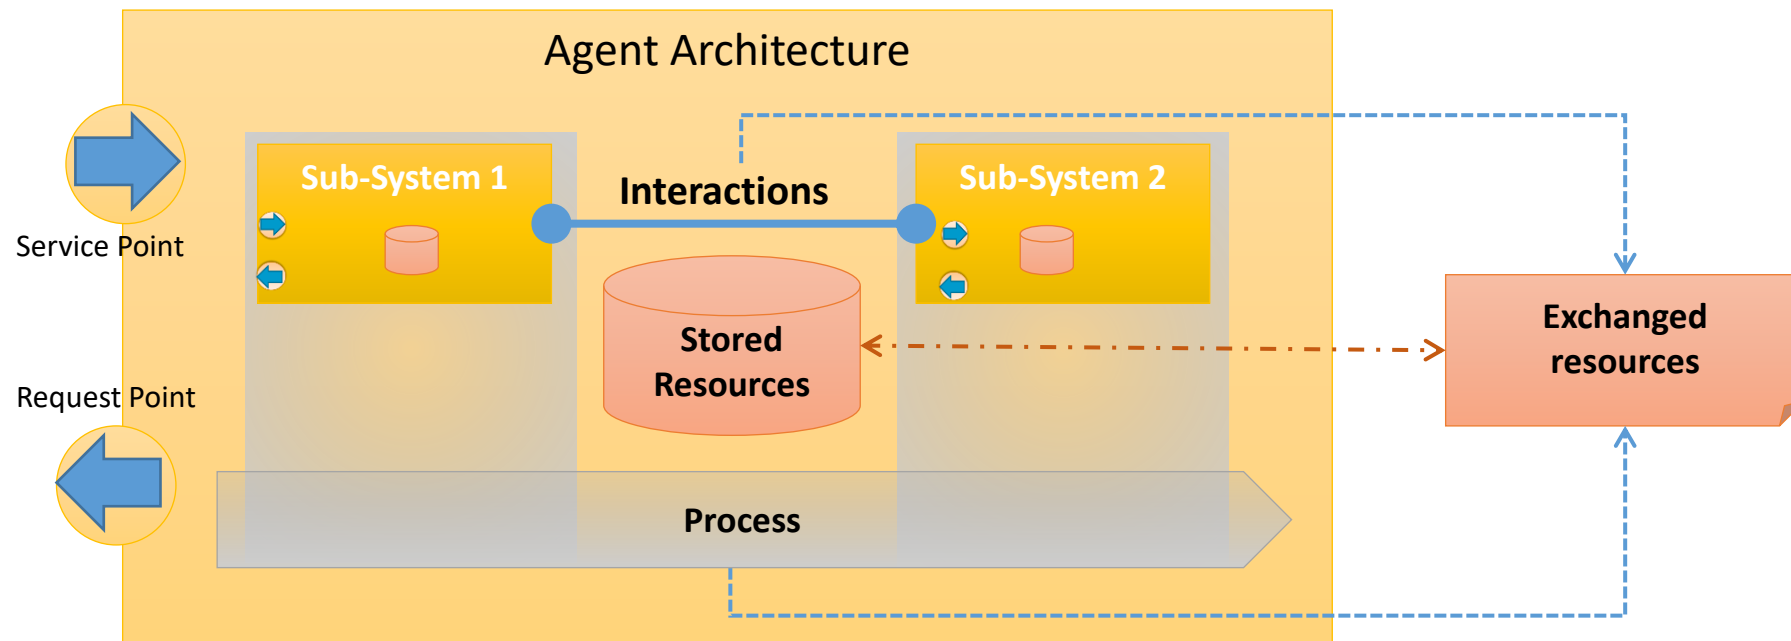 Agent Architecture
Sub-System 1
Interactions
Sub-System 2
Service Point
Stored
Resources
Exchanged
resources
Request Point
Process